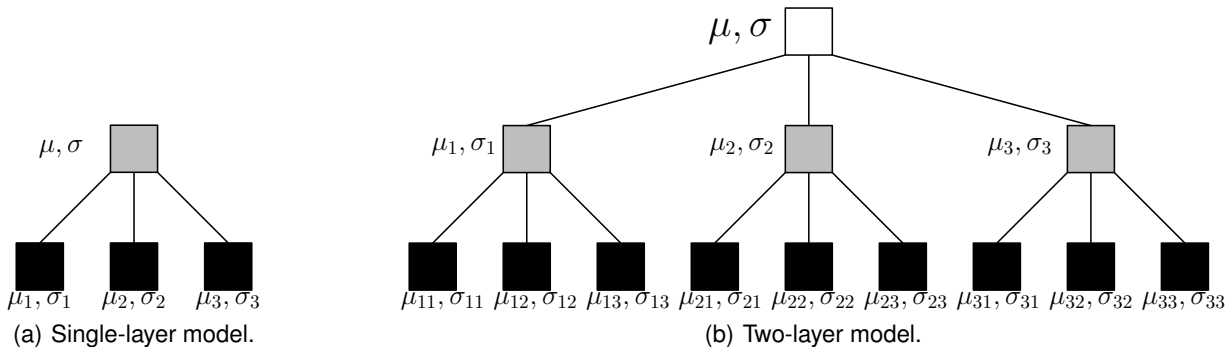 μ, σ
μ, σ
μ₁, σ₁
μ₂, σ₂
μ₃, σ₃
μ₁, σ₁ μ₂, σ₂ μ₃, σ₃
μ₁₁, σ₁₁ μ₁₂, σ₁₂ μ₁₃, σ₁₃ μ₂₁, σ₂₁ μ₂₂, σ₂₂ μ₂₃, σ₂₃ μ₃₁, σ₃₁ μ₃₂, σ₃₂ μ₃₃, σ₃₃
(a) Single-layer model.
(b) Two-layer model.